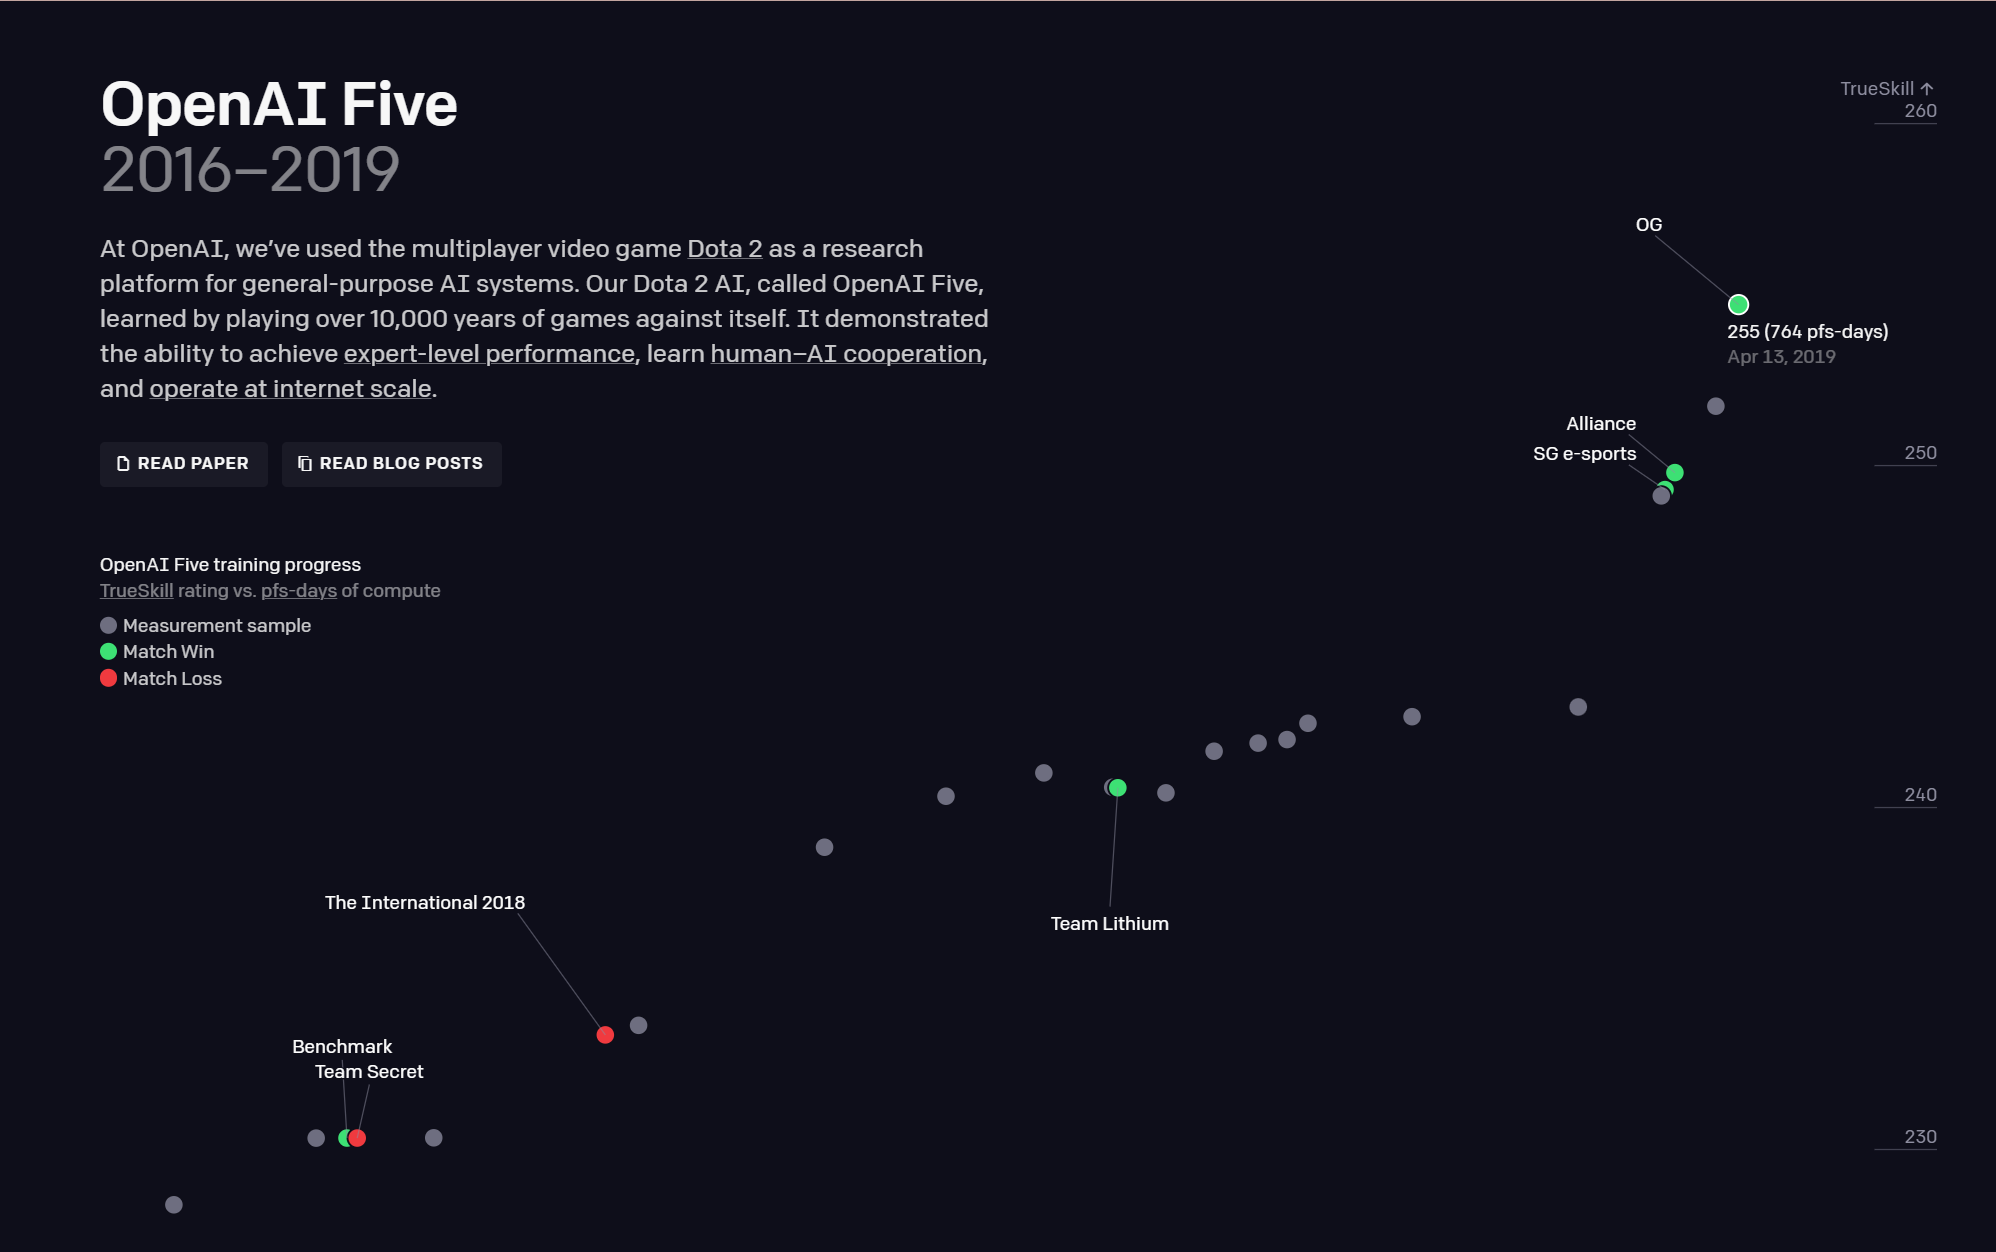 OpenAI Five
2016–2019
At OpenAI, we’ve used the multiplayer video game Dota 2 as a research
platform for general-purpose AI systems. Our Dota 2 AI, called OpenAI Five,
learned by playing over 10,000 years of games against itself. It demonstrated
the ability to achieve expert-level performance, learn human–AI cooperation,
and operate at internet scale.
READ PAPER
READ BLOG POSTS
OpenAI Five training progress
TrueSkill rating vs. pfs-days of compute
Measurement sample
Match Win
Match Loss
TrueSkill ↑
260
OG
255 (764 pfs-days)
Apr 13, 2019
Alliance
SG e-sports
250
240
The International 2018
Team Lithium
Benchmark
Team Secret
230